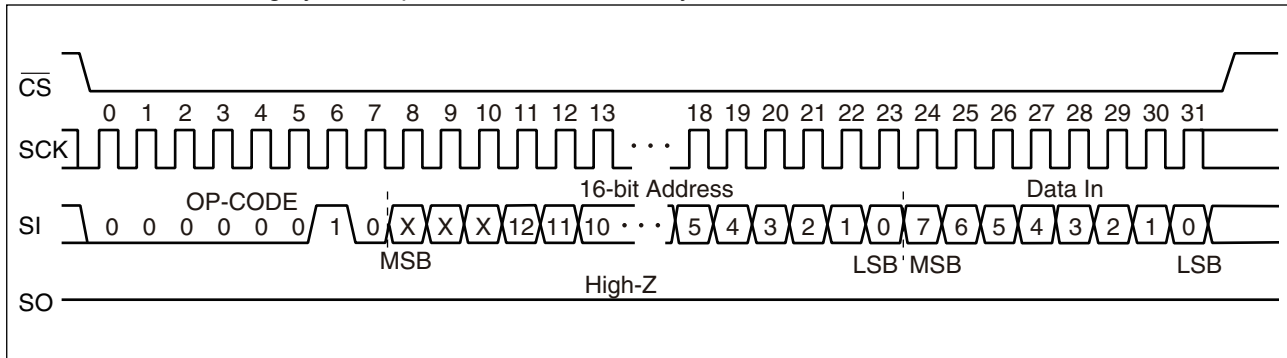 CS
0 1 2 3 4 5 6 7 8 9 10 11 12 13 18 19 20 21 22 23 24 25 26 27 28 29 30 31
SCK ...
OP-CODE 16-bit Address Data In
SI 0 0 0 0 0 0 1 0 X X X 12 11 10 ... 5 4 3 2 1 0 7 6 5 4 3 2 1 0
MSB LSB MSB LSB
High-Z
SO